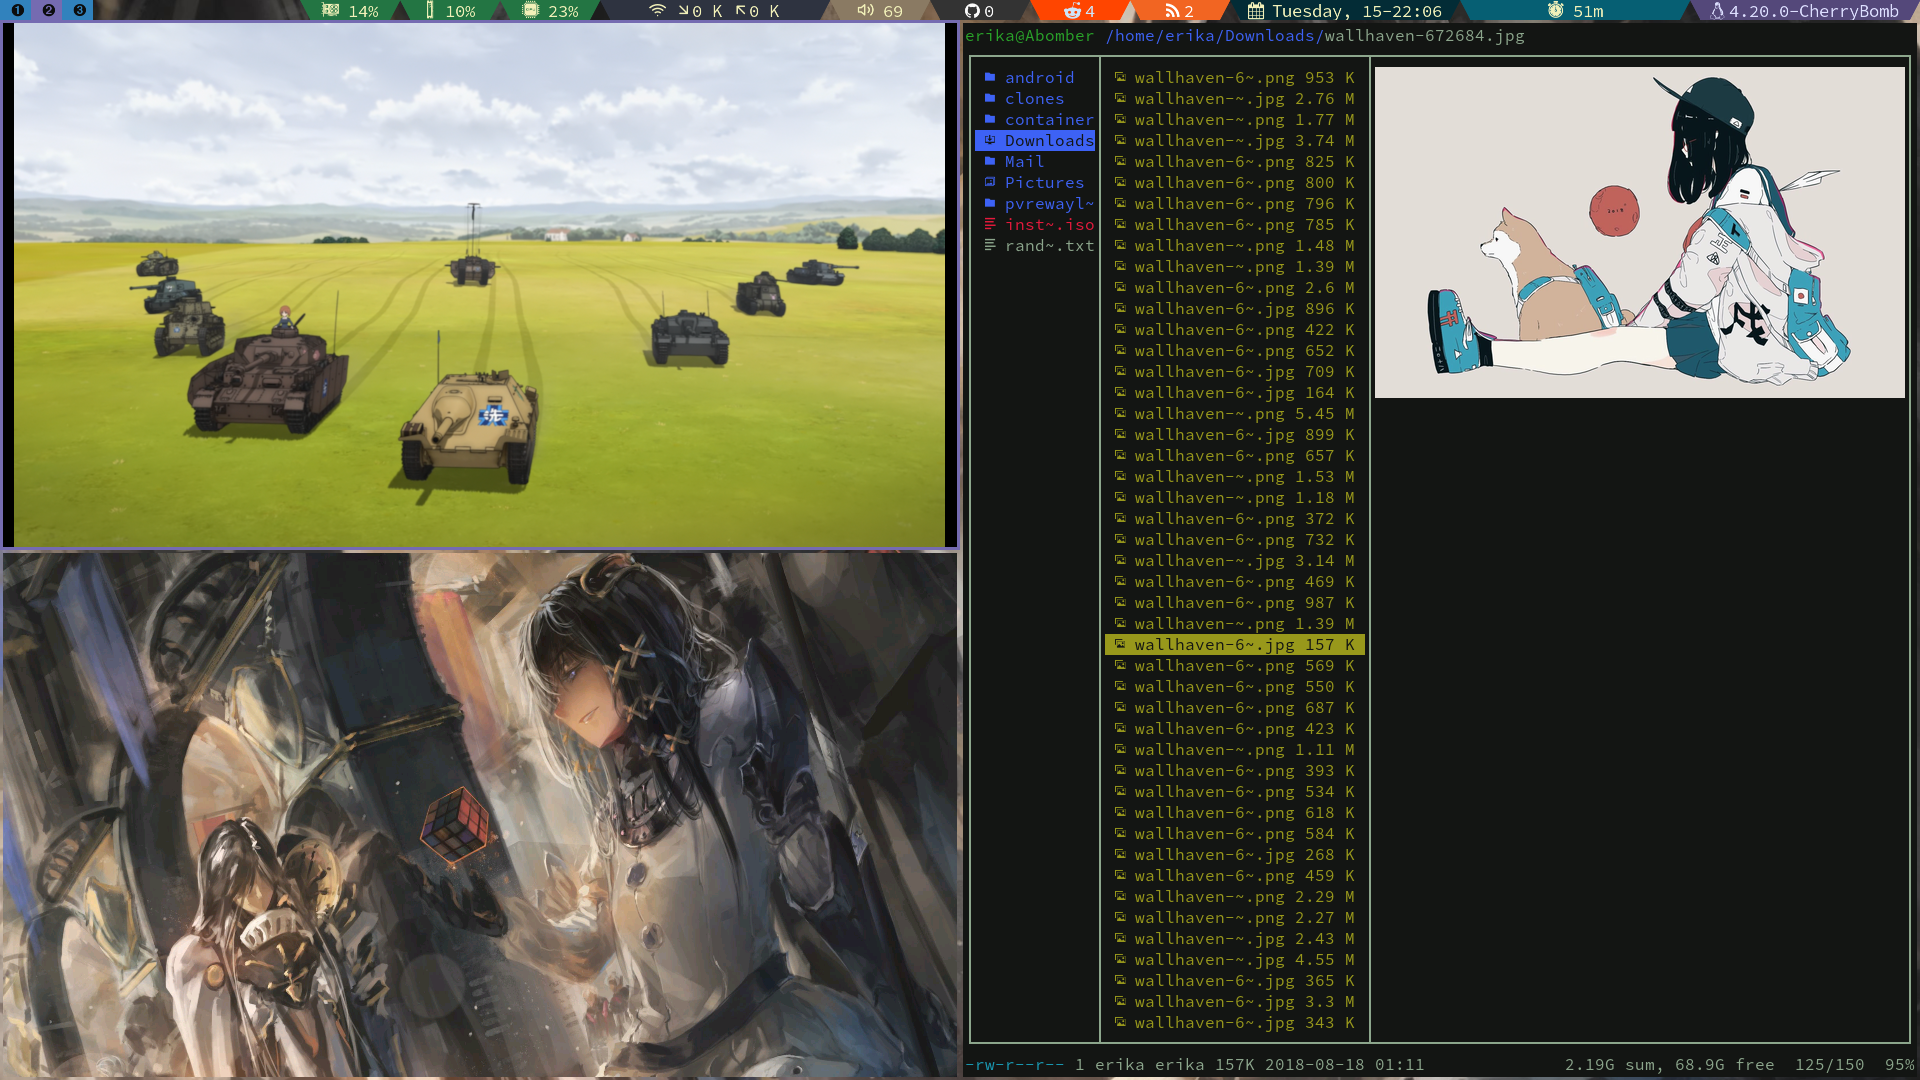 1 2 3 14% 10% 23% 0 K 0 K 69 0 4 2 Tuesday, 15-22:06 51m 4.20.0-CherryBomb
erika@Abomber /home/erika/Downloads/wallhaven-672684.jpg
android
clones
container
Downloads
Mail
Pictures
pvrewayl~
inst~.iso
rand~.txt
wallhaven-6~.png 953 K
wallhaven-~.jpg 2.76 M
wallhaven-~.png 1.77 M
wallhaven-~.jpg 3.74 M
wallhaven-6~.png 825 K
wallhaven-6~.png 800 K
wallhaven-6~.png 796 K
wallhaven-6~.png 785 K
wallhaven-~.png 1.48 M
wallhaven-~.png 1.39 M
wallhaven-~.png 2.6 M
wallhaven-6~.jpg 896 K
wallhaven-6~.png 422 K
wallhaven-6~.jpg 652 K
wallhaven-6~.jpg 709 K
wallhaven-6~.jpg 164 K
wallhaven-~.png 5.45 M
wallhaven-6~.jpg 899 K
wallhaven-6~.jpg 657 K
wallhaven-~.png 1.53 M
wallhaven-~.png 1.18 M
wallhaven-6~.png 372 K
wallhaven-6~.png 732 K
wallhaven-~.jpg 3.14 M
wallhaven-6~.png 469 K
wallhaven-6~.png 987 K
wallhaven-~.png 1.39 M
wallhaven-6~.jpg 157 K
wallhaven-6~.png 569 K
wallhaven-6~.png 550 K
wallhaven-6~.png 687 K
wallhaven-6~.png 423 K
wallhaven-~.png 1.11 M
wallhaven-6~.png 393 K
wallhaven-6~.png 534 K
wallhaven-6~.png 618 K
wallhaven-6~.png 584 K
wallhaven-6~.jpg 268 K
wallhaven-6~.png 459 K
wallhaven-~.png 2.29 M
wallhaven-~.png 2.27 M
wallhaven-~.jpg 2.43 M
wallhaven-~.jpg 4.55 M
wallhaven-6~.png 365 K
wallhaven-6~.jpg 3.3 M
wallhaven-6~.jpg 343 K
-rw-r--r-- 1 erika erika 157K 2018-08-18 01:11 2.19G sum, 68.9G free 125/150 95%